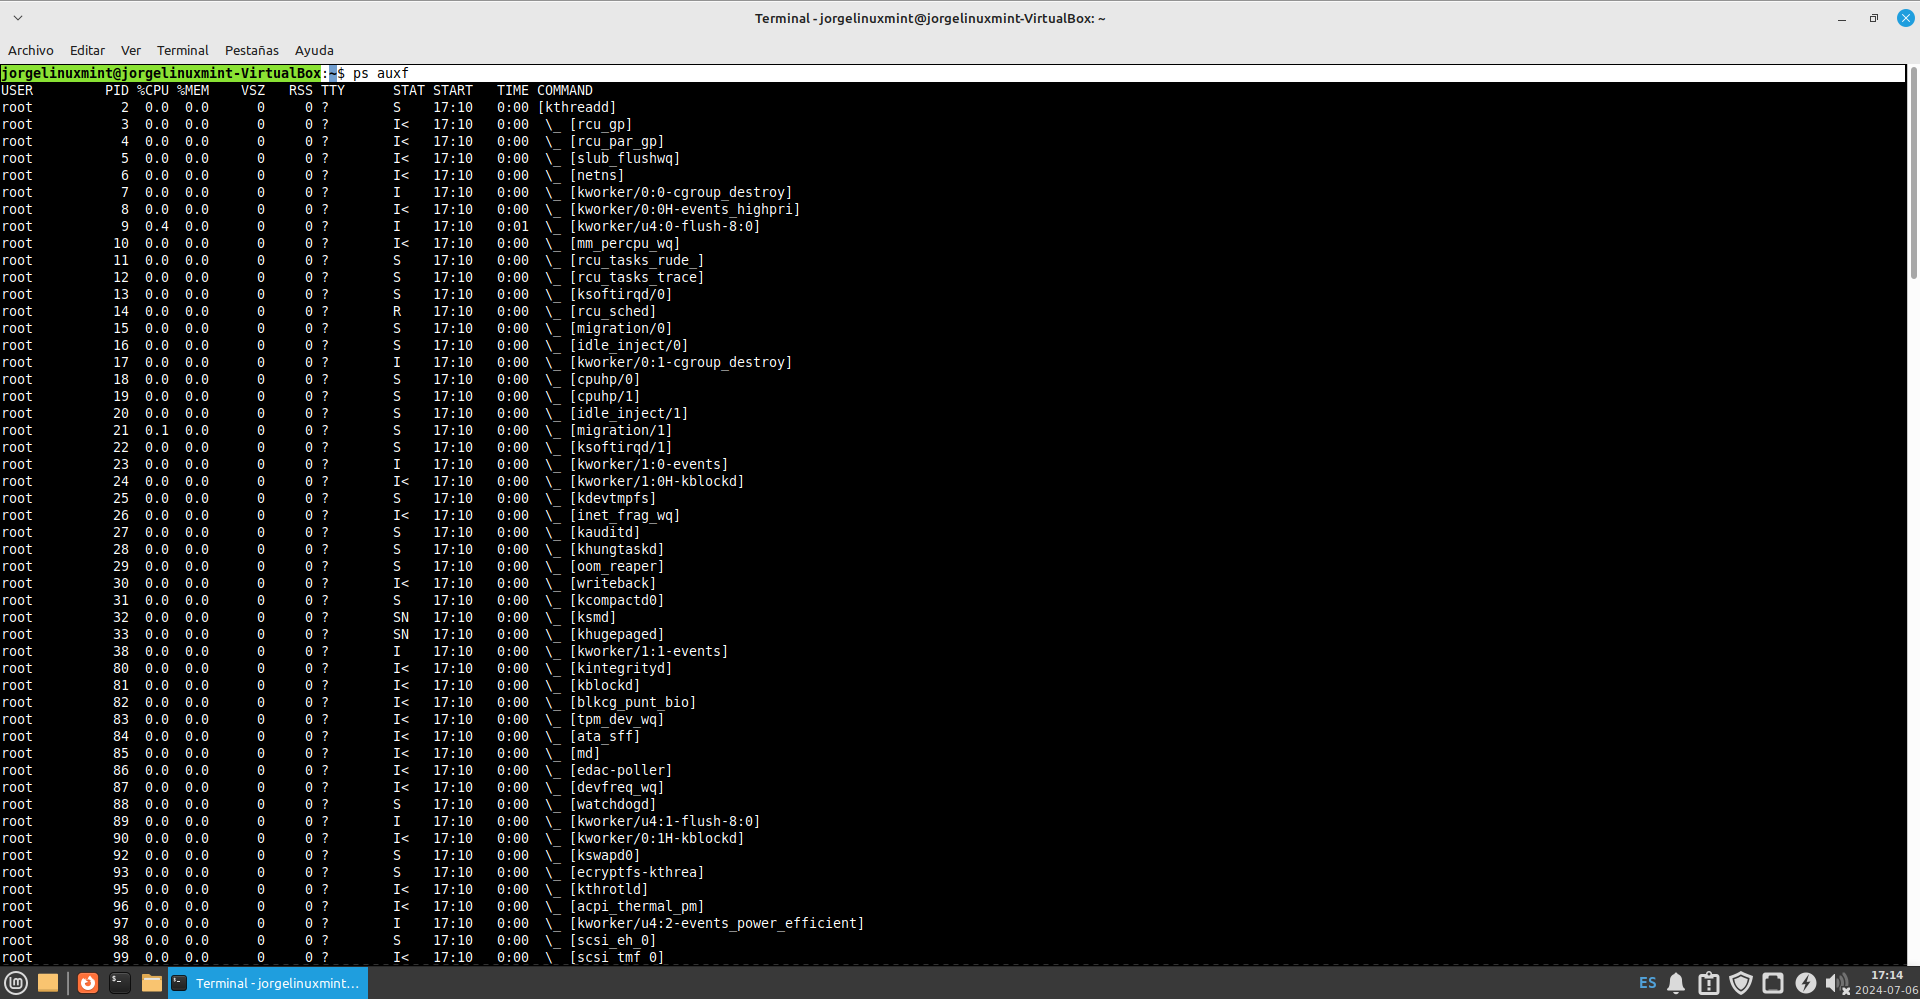 Terminal - jorgelinuxmint@jorgelinuxmint-VirtualBox: ~
Archivo Editar Ver Terminal Pestañas Ayuda
jorgelinuxmint@jorgelinuxmint-VirtualBox:~$ ps auxf
USER PID %CPU %MEM VSZ RSS TTY STAT START TIME COMMAND
root 2 0.0 0.0 0 0 ? S 17:10 0:00 [kthreadd]
root 3 0.0 0.0 0 0 ? I< 17:10 0:00 \_ [rcu_gp]
root 4 0.0 0.0 0 0 ? I< 17:10 0:00 \_ [rcu_par_gp]
root 5 0.0 0.0 0 0 ? I< 17:10 0:00 \_ [slub_flushwq]
root 6 0.0 0.0 0 0 ? I< 17:10 0:00 \_ [netns]
root 7 0.0 0.0 0 0 ? I 17:10 0:00 \_ [kworker/0:0-cgroup_destroy]
root 8 0.0 0.0 0 0 ? I< 17:10 0:00 \_ [kworker/0:0H-events_highpri]
root 9 0.4 0.0 0 0 ? I 17:10 0:01 \_ [kworker/u4:0-flush-8:0]
root 10 0.0 0.0 0 0 ? I< 17:10 0:00 \_ [mm_percpu_wq]
root 11 0.0 0.0 0 0 ? S 17:10 0:00 \_ [rcu_tasks_rude_]
root 12 0.0 0.0 0 0 ? S 17:10 0:00 \_ [rcu_tasks_trace]
root 13 0.0 0.0 0 0 ? S 17:10 0:00 \_ [ksoftirqd/0]
root 14 0.0 0.0 0 0 ? R 17:10 0:00 \_ [rcu_sched]
root 15 0.0 0.0 0 0 ? S 17:10 0:00 \_ [migration/0]
root 16 0.0 0.0 0 0 ? S 17:10 0:00 \_ [idle_inject/0]
root 17 0.0 0.0 0 0 ? I 17:10 0:00 \_ [kworker/0:1-cgroup_destroy]
root 18 0.0 0.0 0 0 ? S 17:10 0:00 \_ [cpuhp/0]
root 19 0.0 0.0 0 0 ? S 17:10 0:00 \_ [cpuhp/1]
root 20 0.0 0.0 0 0 ? S 17:10 0:00 \_ [idle_inject/1]
root 21 0.1 0.0 0 0 ? S 17:10 0:00 \_ [migration/1]
root 22 0.0 0.0 0 0 ? S 17:10 0:00 \_ [ksoftirqd/1]
root 23 0.0 0.0 0 0 ? I 17:10 0:00 \_ [kworker/1:0-events]
root 24 0.0 0.0 0 0 ? I< 17:10 0:00 \_ [kworker/1:0H-kblockd]
root 25 0.0 0.0 0 0 ? S 17:10 0:00 \_ [kdevtmpfs]
root 26 0.0 0.0 0 0 ? I< 17:10 0:00 \_ [inet_frag_wq]
root 27 0.0 0.0 0 0 ? S 17:10 0:00 \_ [kauditd]
root 28 0.0 0.0 0 0 ? S 17:10 0:00 \_ [khungtaskd]
root 29 0.0 0.0 0 0 ? S 17:10 0:00 \_ [oom_reaper]
root 30 0.0 0.0 0 0 ? I< 17:10 0:00 \_ [writeback]
root 31 0.0 0.0 0 0 ? S 17:10 0:00 \_ [kcompactd0]
root 32 0.0 0.0 0 0 ? SN 17:10 0:00 \_ [ksmd]
root 33 0.0 0.0 0 0 ? SN 17:10 0:00 \_ [khugepaged]
root 38 0.0 0.0 0 0 ? I 17:10 0:00 \_ [kworker/1:1-events]
root 80 0.0 0.0 0 0 ? I< 17:10 0:00 \_ [kintegrityd]
root 81 0.0 0.0 0 0 ? I< 17:10 0:00 \_ [kblockd]
root 82 0.0 0.0 0 0 ? I< 17:10 0:00 \_ [blkcg_punt_bio]
root 83 0.0 0.0 0 0 ? I< 17:10 0:00 \_ [tpm_dev_wq]
root 84 0.0 0.0 0 0 ? I< 17:10 0:00 \_ [ata_sff]
root 85 0.0 0.0 0 0 ? I< 17:10 0:00 \_ [md]
root 86 0.0 0.0 0 0 ? I< 17:10 0:00 \_ [edac-poller]
root 87 0.0 0.0 0 0 ? I< 17:10 0:00 \_ [devfreq_wq]
root 88 0.0 0.0 0 0 ? S 17:10 0:00 \_ [watchdogd]
root 89 0.0 0.0 0 0 ? I 17:10 0:00 \_ [kworker/u4:1-flush-8:0]
root 90 0.0 0.0 0 0 ? I< 17:10 0:00 \_ [kworker/0:1H-kblockd]
root 92 0.0 0.0 0 0 ? S 17:10 0:00 \_ [kswapd0]
root 93 0.0 0.0 0 0 ? S 17:10 0:00 \_ [ecryptfs-kthrea]
root 95 0.0 0.0 0 0 ? I< 17:10 0:00 \_ [kthrotld]
root 96 0.0 0.0 0 0 ? I< 17:10 0:00 \_ [acpi_thermal_pm]
root 97 0.0 0.0 0 0 ? I 17:10 0:00 \_ [kworker/u4:2-events_power_efficient]
root 98 0.0 0.0 0 0 ? S 17:10 0:00 \_ [scsi_eh_0]
root 99 0.0 0.0 0 0 ? I< 17:10 0:00 \_ [scsi_tmf_0]
Terminal - jorgelinuxmint...
ES
17:14
2024-07-06